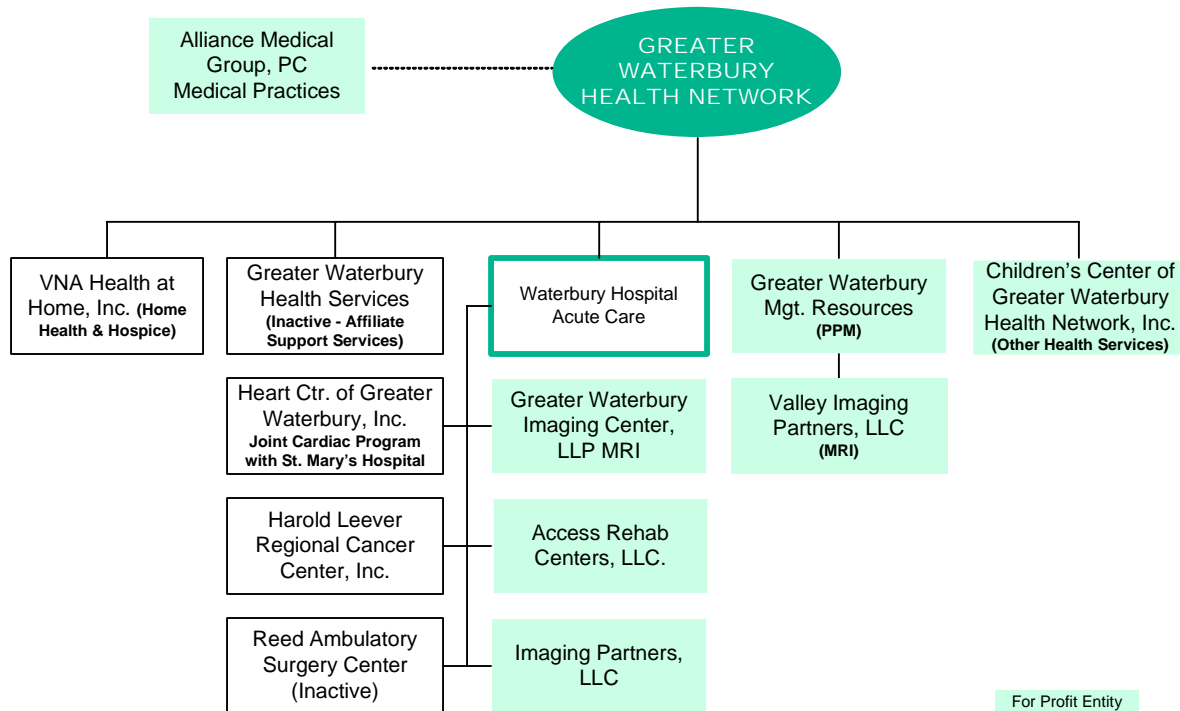 Alliance Medical
Group, PC
Medical Practices
GREATER
WATERBURY
HEALTH NETWORK
VNA Health at
Home, Inc. (Home
Health & Hospice)
Greater Waterbury
Health Services
(Inactive - Affiliate
Support Services)
Waterbury Hospital
Acute Care
Greater Waterbury
Mgt. Resources
(PPM)
Children’s Center of
Greater Waterbury
Health Network, Inc.
(Other Health Services)
Heart Ctr. of Greater
Waterbury, Inc.
Joint Cardiac Program
with St. Mary’s Hospital
Greater Waterbury
Imaging Center,
LLP MRI
Valley Imaging
Partners, LLC
(MRI)
Harold Leever
Regional Cancer
Center, Inc.
Access Rehab
Centers, LLC.
Reed Ambulatory
Surgery Center
(Inactive)
Imaging Partners,
LLC
For Profit Entity